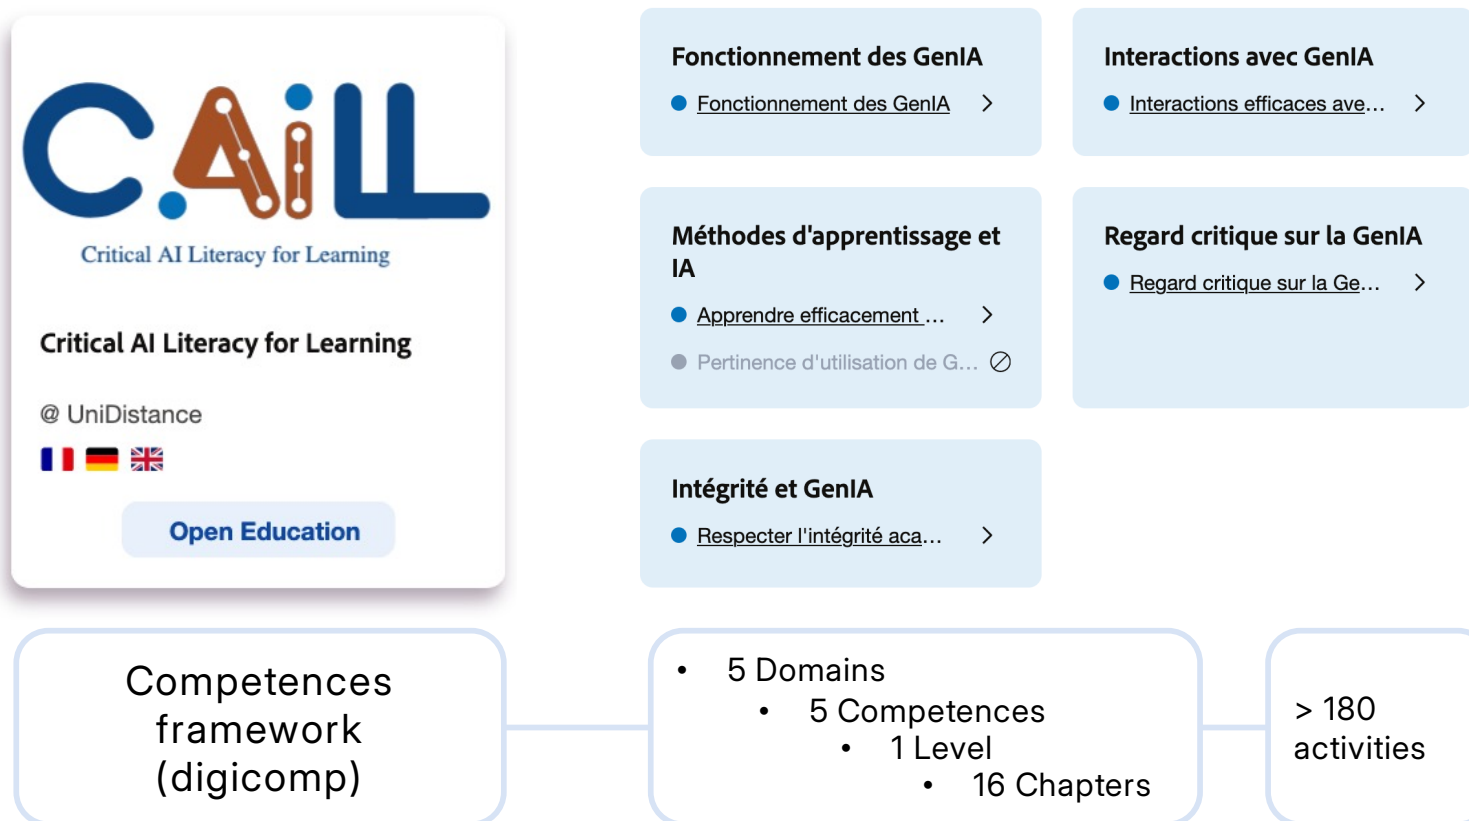 C.AiLL
Critical AI Literacy for Learning
Critical AI Literacy for Learning
@ UniDistance
Open Education
Fonctionnement des GenIA
Fonctionnement des GenIA
Interactions avec GenIA
Interactions efficaces ave...
Méthodes d'apprentissage et
IA
Apprendre efficacement ...
Pertinence d'utilisation de G...
Regard critique sur la GenIA
Regard critique sur la Ge...
Intégrité et GenIA
Respecter l'intégrité aca...
Competences
framework
(digicomp)
• 5 Domains
• 5 Competences
• 1 Level
• 16 Chapters
> 180
activities